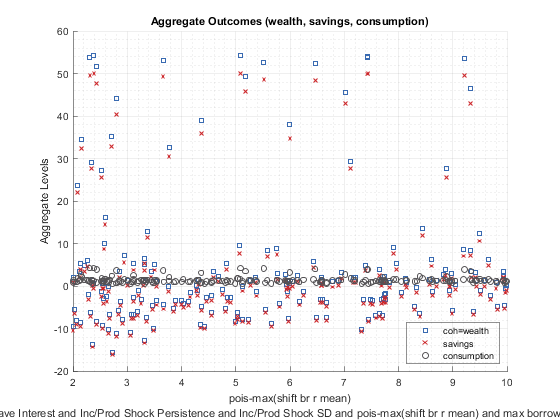 Aggregate Outcomes (wealth, savings, consumption)
60
50
40
30
20
10
0
-10
-20
Aggregate Levels
2 3 4 5 6 7 8 9 10
pois-max(shift br r mean)
coh=wealth
savings
consumption
ave Interest and Inc/Prod Shock Persistence and Inc/Prod Shock SD and pois-max(shift br r mean) and max borrow